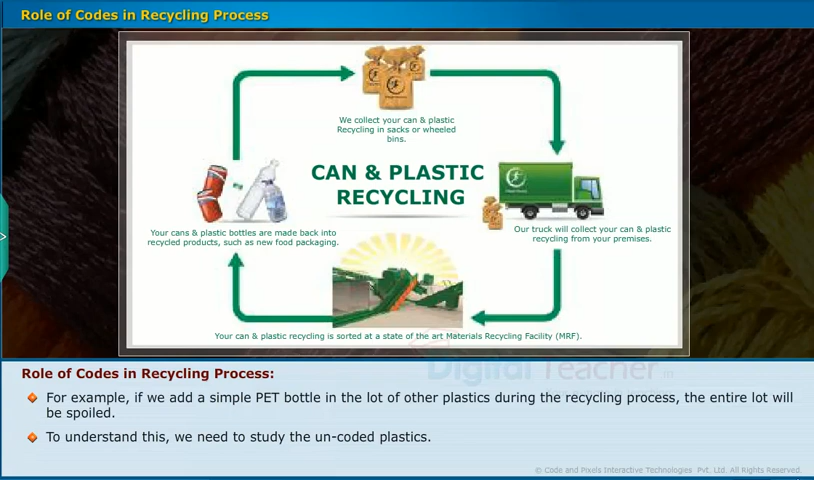 Role of Codes in Recycling Process
We collect your can & plastic
Recycling in sacks or wheeled
bins.
CAN & PLASTIC
RECYCLING
Your cans & plastic bottles are made back into
recycled products, such as new food packaging.
Our truck will collect your can & plastic
recycling from your premises.
Your can & plastic recycling is sorted at a state of the art Materials Recycling Facility (MRF).
Digital Teacher
Role of Codes in Recycling Process:
For example, if we add a simple PET bottle in the lot of other plastics during the recycling process, the entire lot will
be spoiled.
To understand this, we need to study the un-coded plastics.
© Code and Pixels Interactive Technologies Pvt. Ltd. All Rights Reserved.